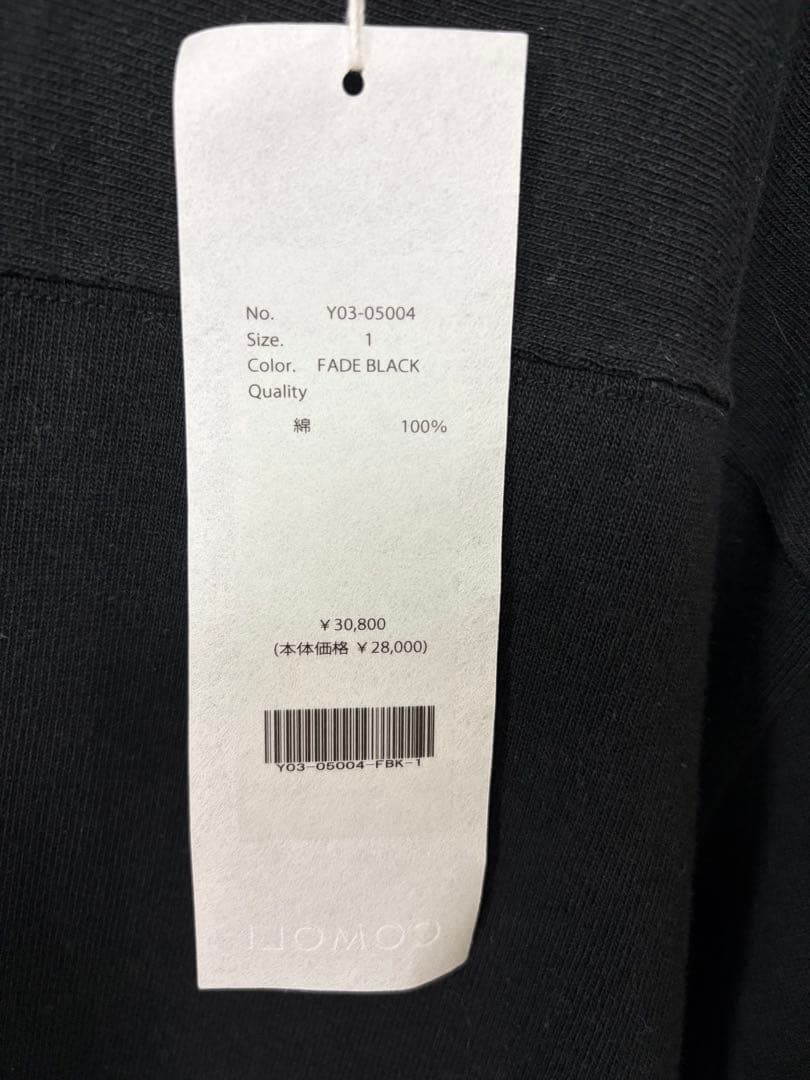 No. Y03-05004
Size. 1
Color. FADE BLACK
Quality
綿 100%
¥30,800
(本体価格 ¥28,000)
Y03-05004-FBK-1
COMOLI